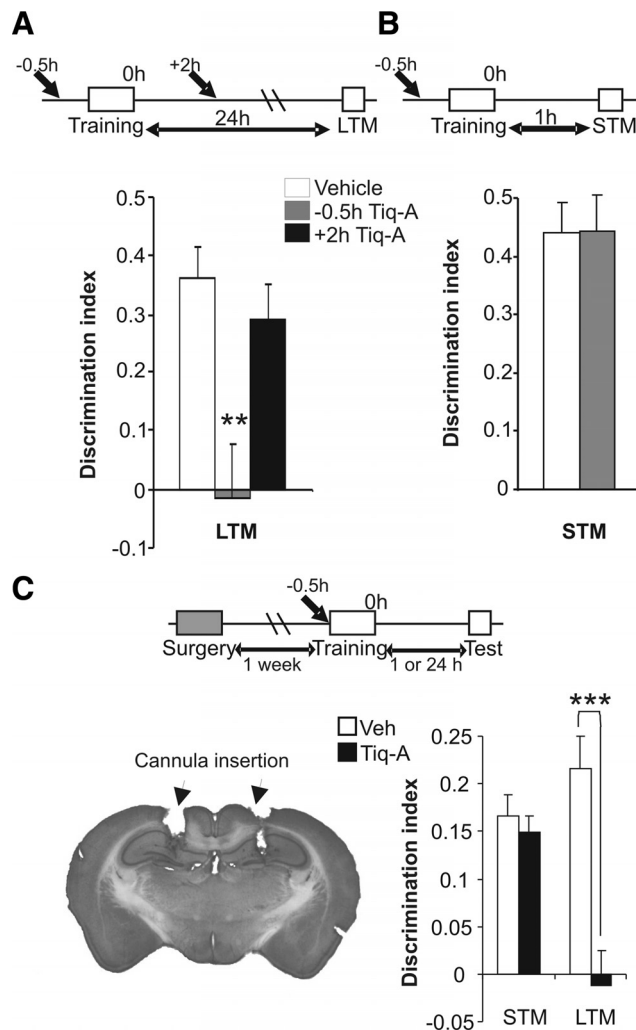 A
B
-0.5h
0h
+2h
Training
24h
LTM
-0.5h
0h
Training
1h
STM
Vehicle
-0.5h Tiq-A
+2h Tiq-A
Discrimination index
0.5
0.4
0.3
0.2
0.1
0
-0.1
**
LTM
Discrimination index
0.5
0.4
0.3
0.2
0.1
0
STM
C
-0.5h
0h
Surgery
1 week
Training
1 or 24 h
Test
Cannula insertion
Veh
Tiq-A
***
Discrimination index
0.25
0.2
0.15
0.1
0.05
0
-0.05
STM
LTM